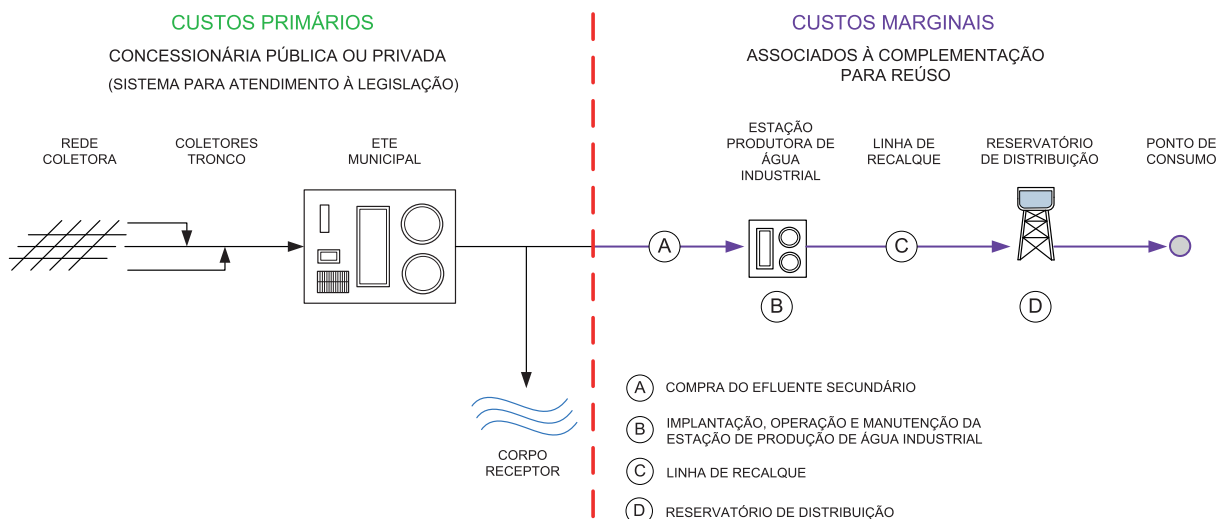 CUSTOS PRIMÁRIOS
CONCESSIONÁRIA PÚBLICA OU PRIVADA
(SISTEMA PARA ATENDIMENTO À LEGISLAÇÃO)
REDE
COLETORA
COLETORES
TRONCO
ETE
MUNICIPAL
CORPO
RECEPTOR
CUSTOS MARGINAIS
ASSOCIADOS À COMPLEMENTAÇÃO
PARA REÚSO
ESTAÇÃO
PRODUTORA DE
ÁGUA
INDUSTRIAL
LINHA DE
RECALQUE
RESERVATÓRIO
DE DISTRIBUIÇÃO
PONTO DE
CONSUMO
A
C
B
D
A COMPRA DO EFLUENTE SECUNDÁRIO
B IMPLANTAÇÃO, OPERAÇÃO E MANUTENÇÃO DA
ESTAÇÃO DE PRODUÇÃO DE ÁGUA INDUSTRIAL
C LINHA DE RECALQUE
D RESERVATÓRIO DE DISTRIBUIÇÃO